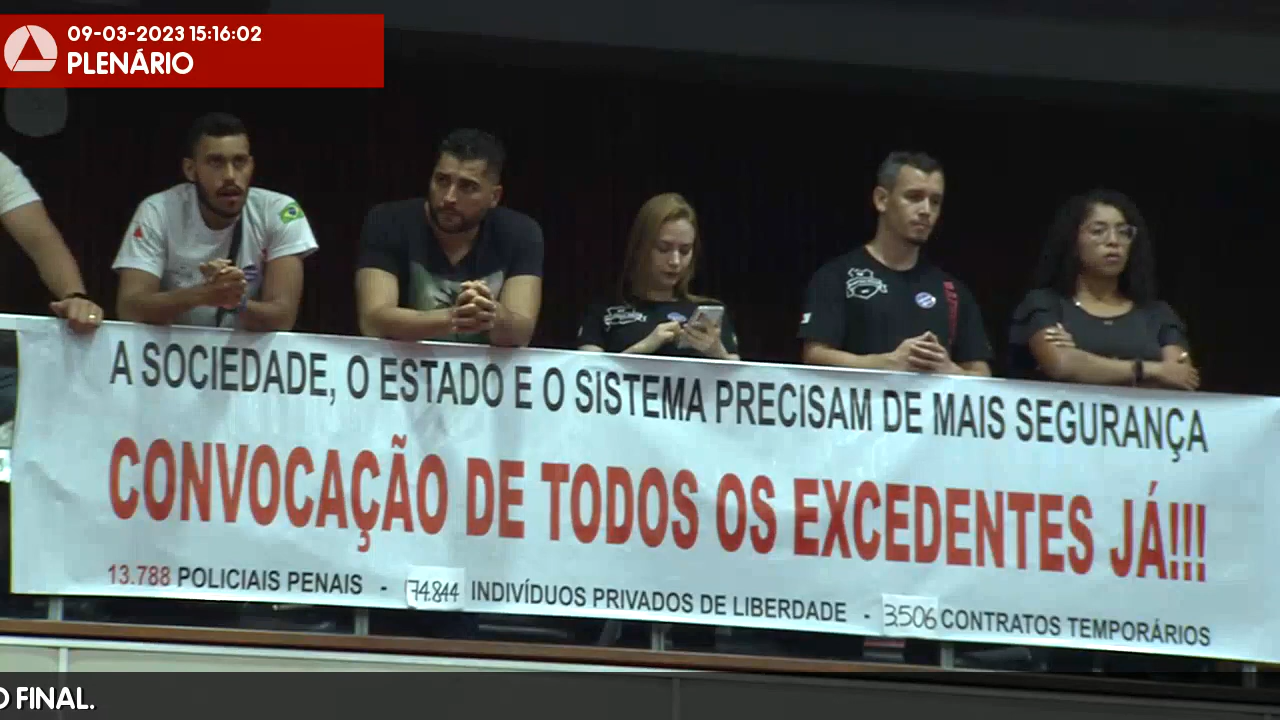 09-03-2023 15:16:02
PLENÁRIO
A SOCIEDADE, O ESTADO E O SISTEMA PRECISAM DE MAIS SEGURANÇA
CONVOCAÇÃO DE TODOS OS EXCEDENTES JÁ!!!
13.788 POLICIAIS PENAIS - 74.844 INDIVÍDUOS PRIVADOS DE LIBERDADE - 3.506 CONTRATOS TEMPORÁRIOS
O FINAL.